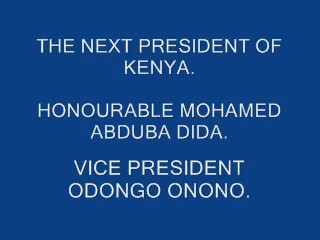 THE NEXT PRESIDENT OF
KENYA.
HONOURABLE MOHAMED
ABDUBA DIDA.
VICE PRESIDENT
ODONGO ONONO.